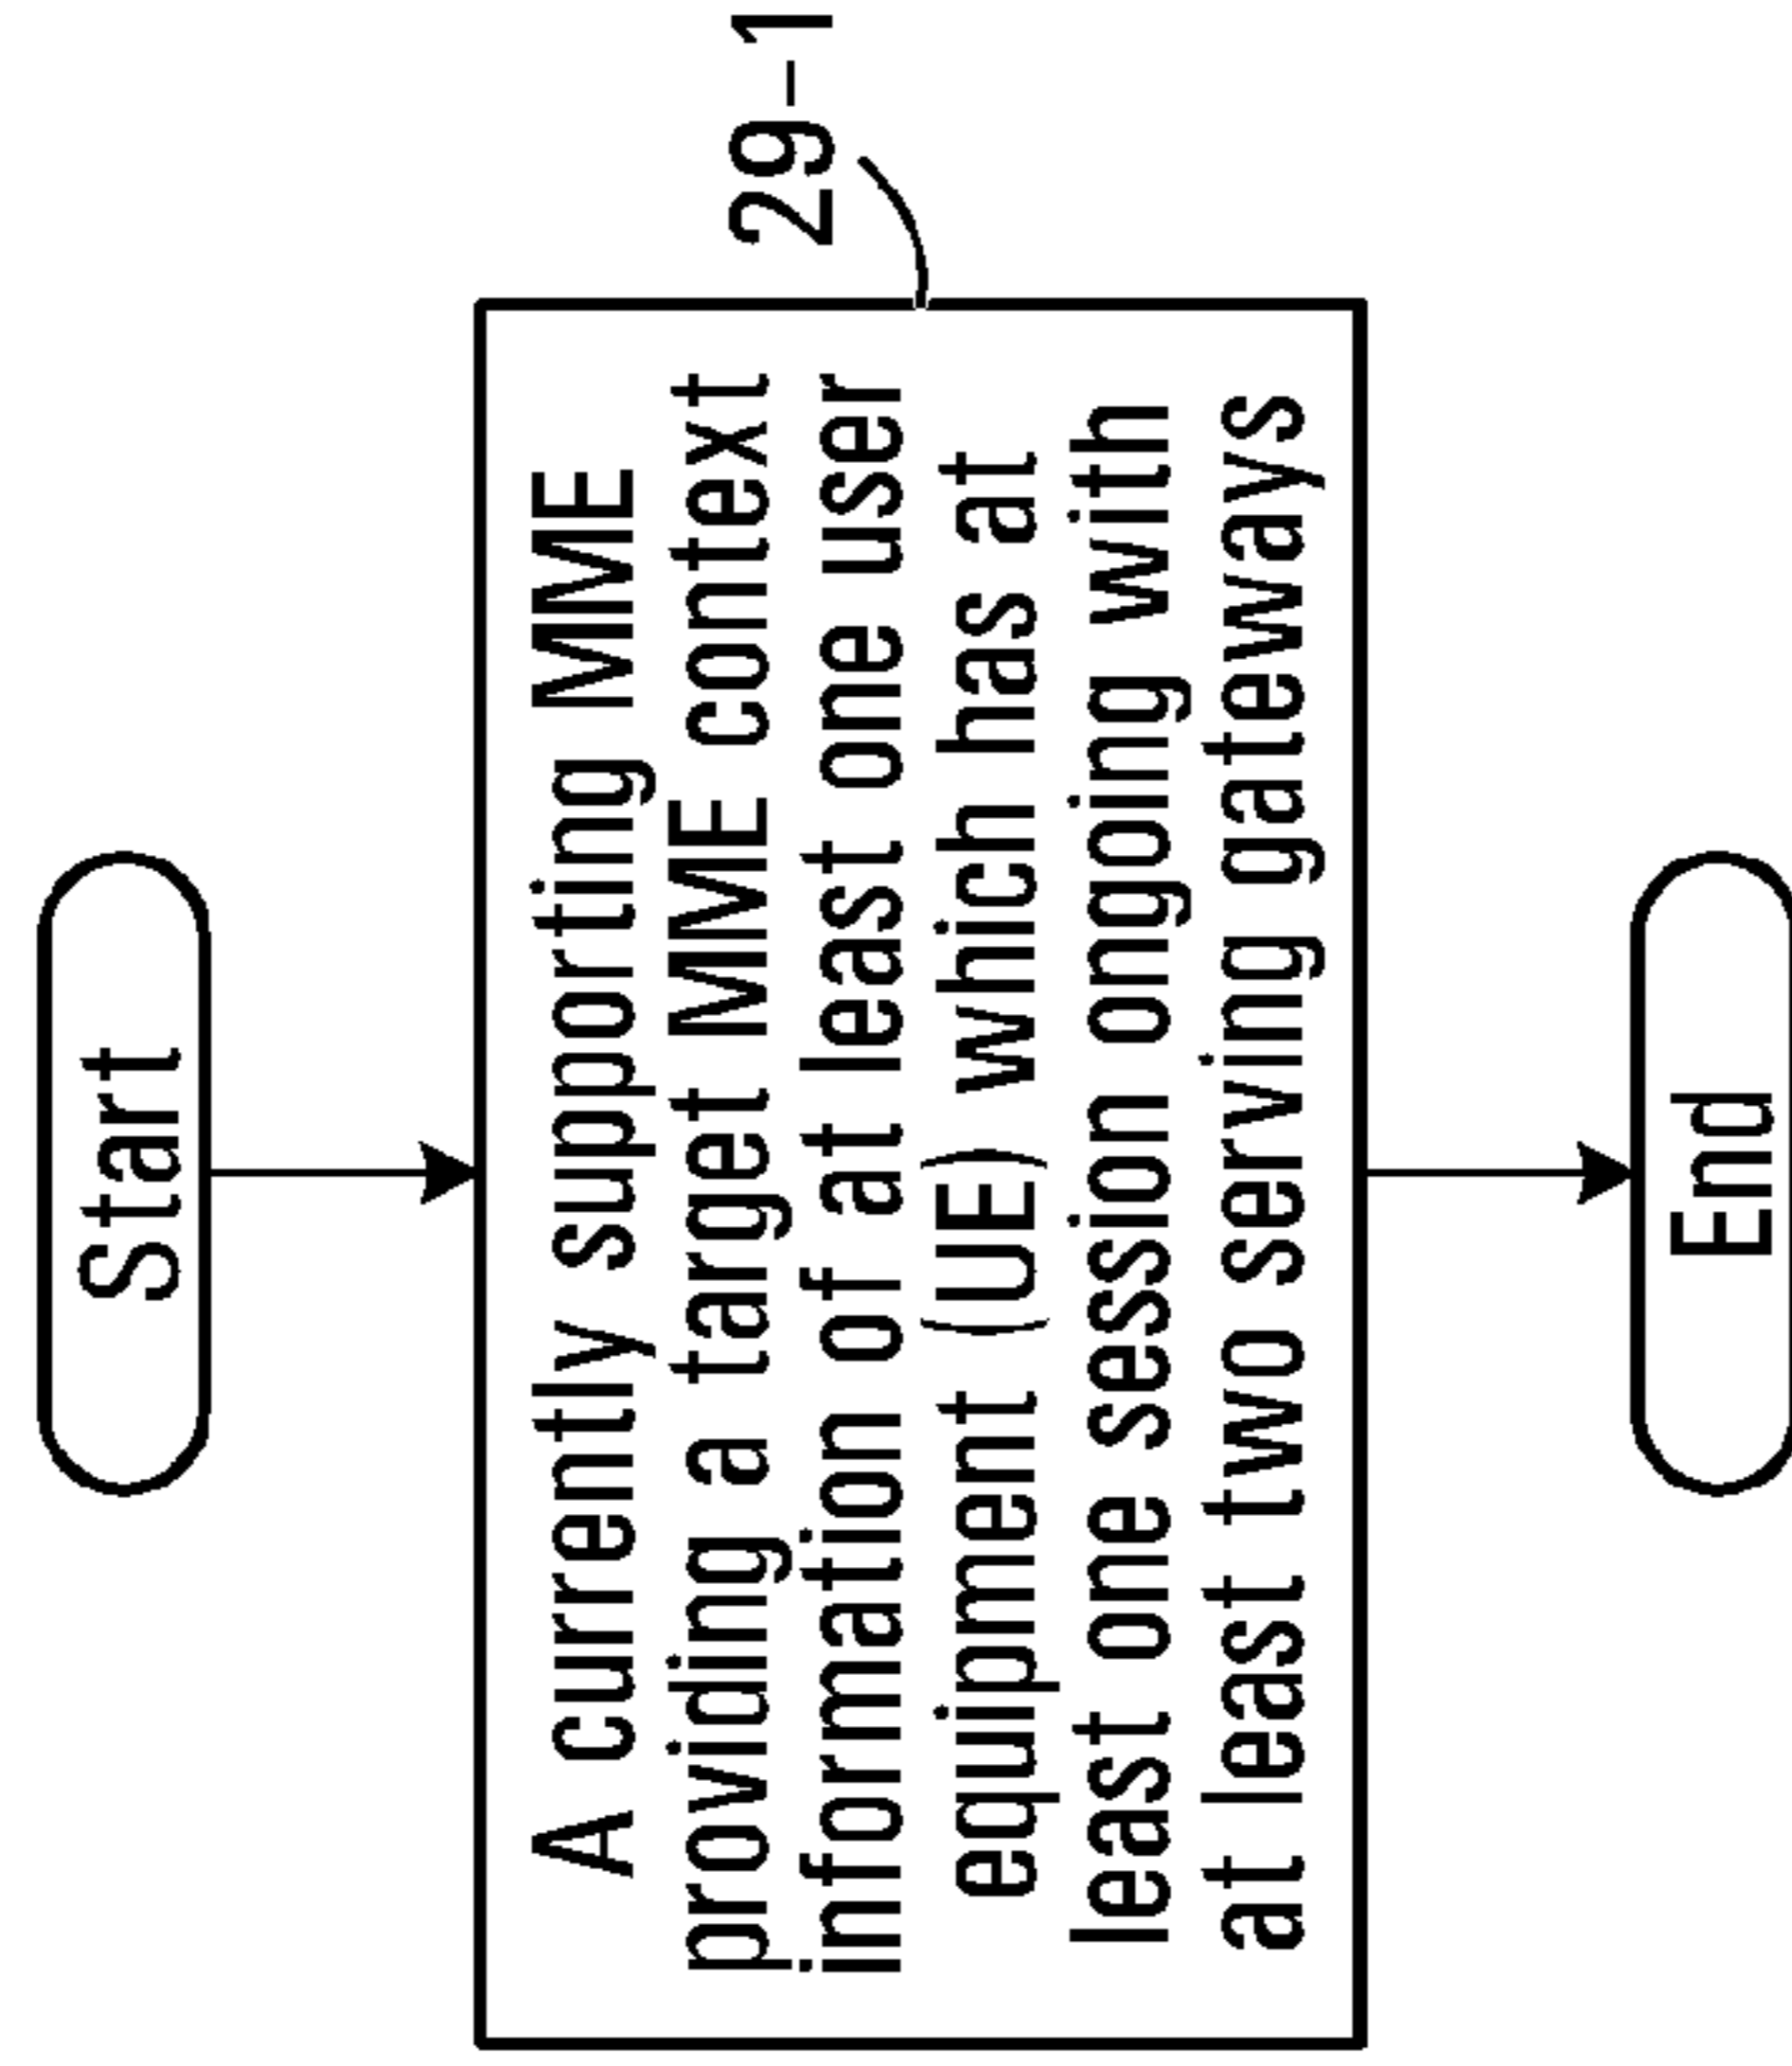 Start
A currently supporting MME
providing a target MME context
information of at least one user
equipment (UE) which has at
least one session ongoing with
at least two serving gateways
29-1
End